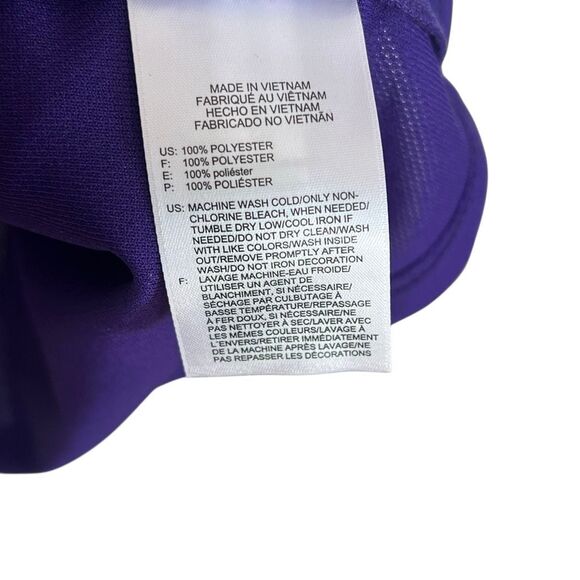 MADE IN VIETNAM
FABRIQUÉ AU VIÊTNAM
HECHO EN VIETNAM
FABRICADO NO VIETNÃN
US: 100% POLYESTER
F: 100% POLYESTER
E: 100% poliéster
P: 100% POLIÉSTER
US: MACHINE WASH COLD/ONLY NON-
CHLORINE BLEACH, WHEN NEEDED/
TUMBLE DRY LOW/COOL IRON IF
NEEDED/DO NOT DRY CLEAN/WASH
WITH LIKE COLORS/WASH INSIDE
OUT/REMOVE PROMPTLY AFTER
WASH/DO NOT IRON DECORATION
F: LAVAGE MACHINE-EAU FROIDE/
UTILISER UN AGENT DE
BLANCHIMENT, SI NÉCESSAIRE/
SÉCHAGE PAR CULBUTAGE À
BASSE TEMPÉRATURE/REPASSAGE
À FER DOUX, SI NÉCESSAIRE/NE
PAS NETTOYER À SEC/LAVER AVEC
LES MÊMES COULEURS/LAVAGE À
L'ENVERS/RETIRER IMMÉDIATEMENT
DE LA MACHINE APRÈS LAVAGE/NE
PAS REPASSER LES DÉCORATIONS